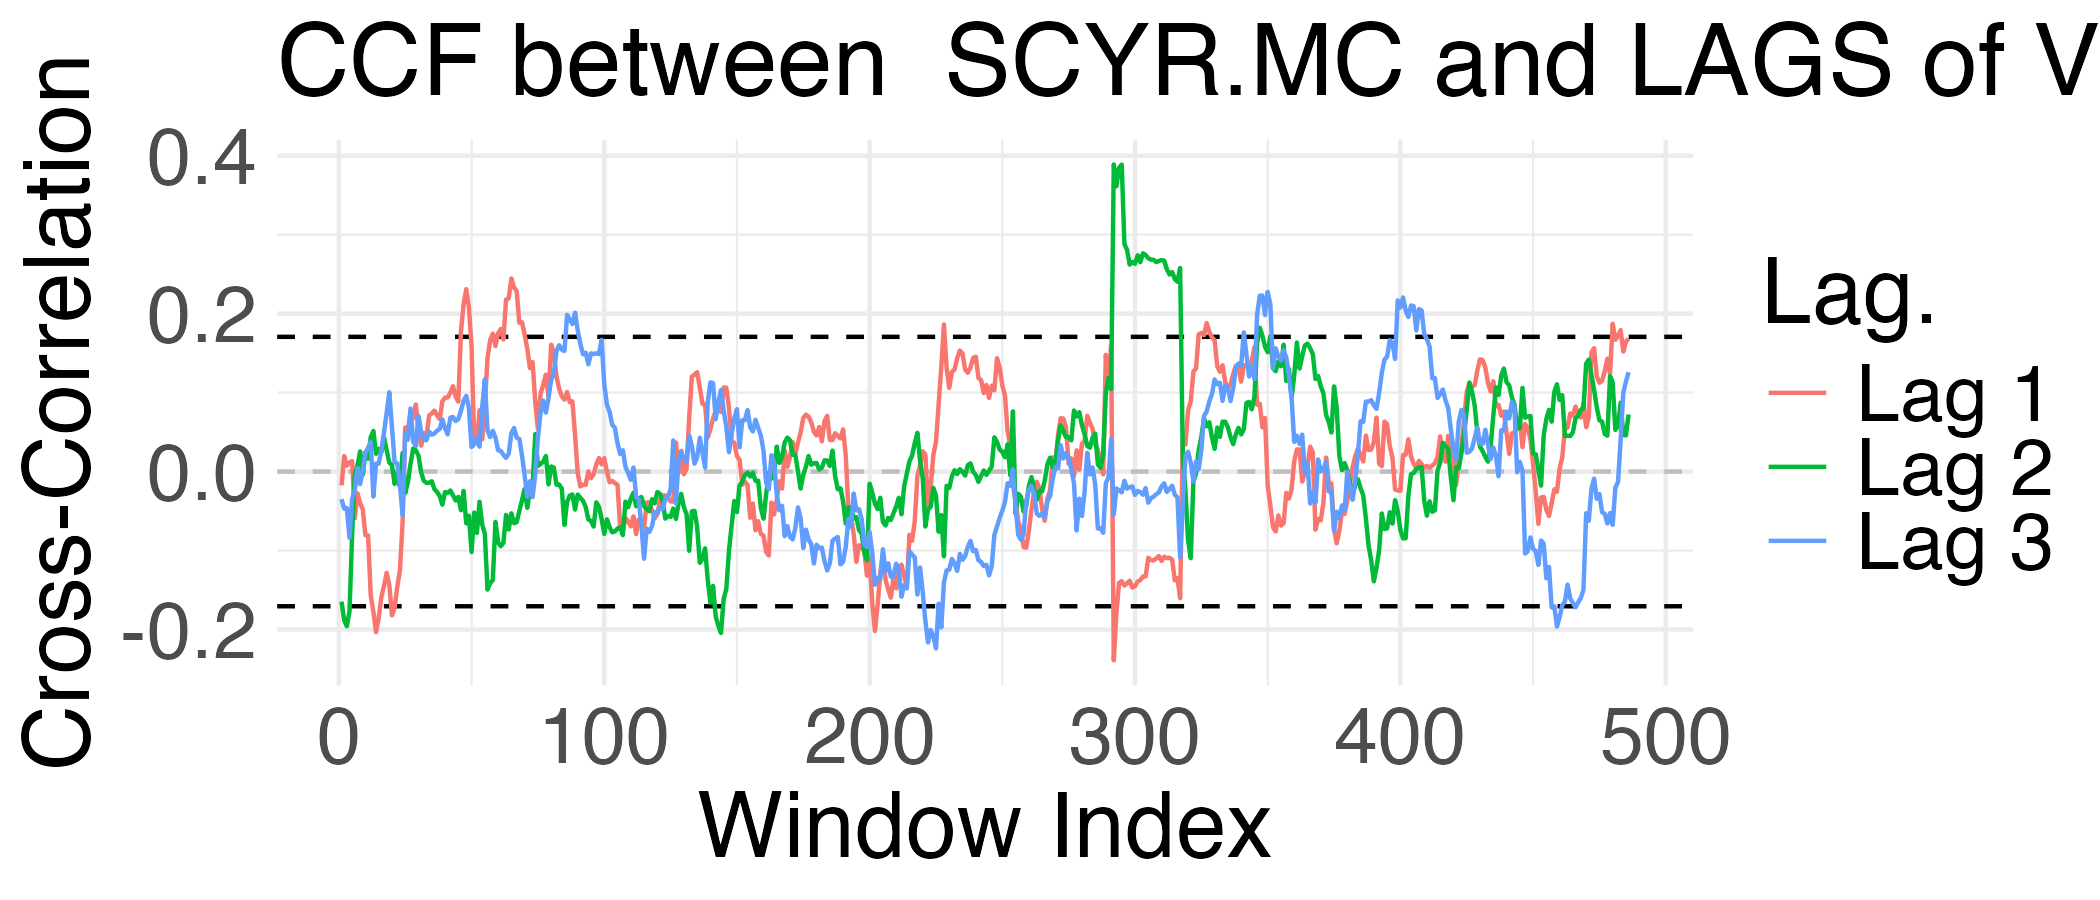 CCF between  SCYR.MC and LAGS of V
Cross-Correlation
0.4
0.2
0.0
-0.2
0 100 200 300 400 500
Window Index
Lag.
Lag 1
Lag 2
Lag 3